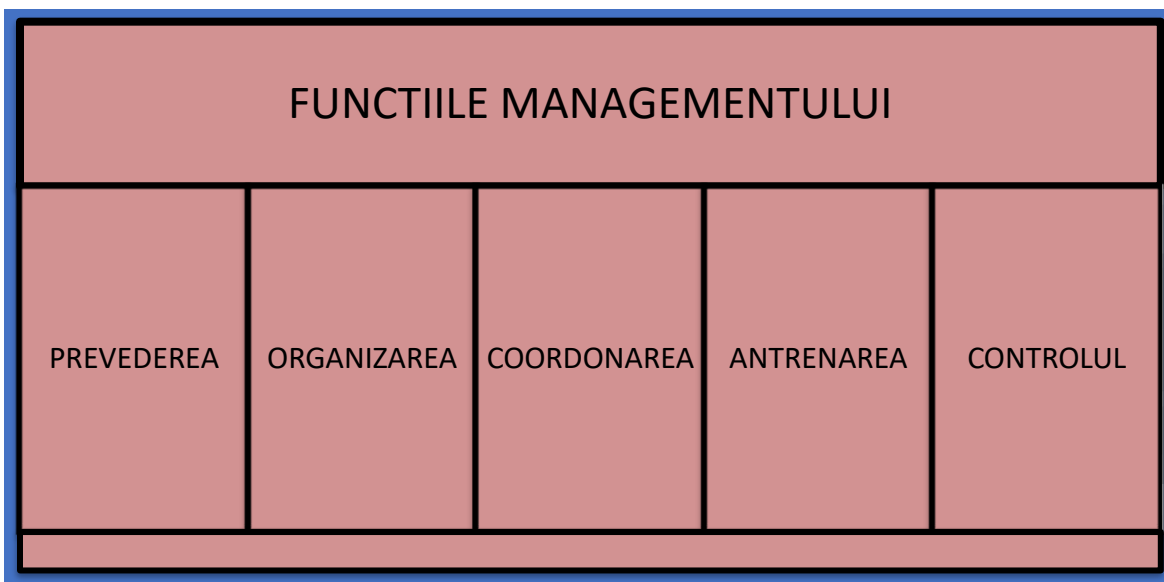 FUNCTIILE MANAGEMENTULUI
PREVEDEREA
ORGANIZAREA
COORDONAREA
ANTRENAREA
CONTROLUL